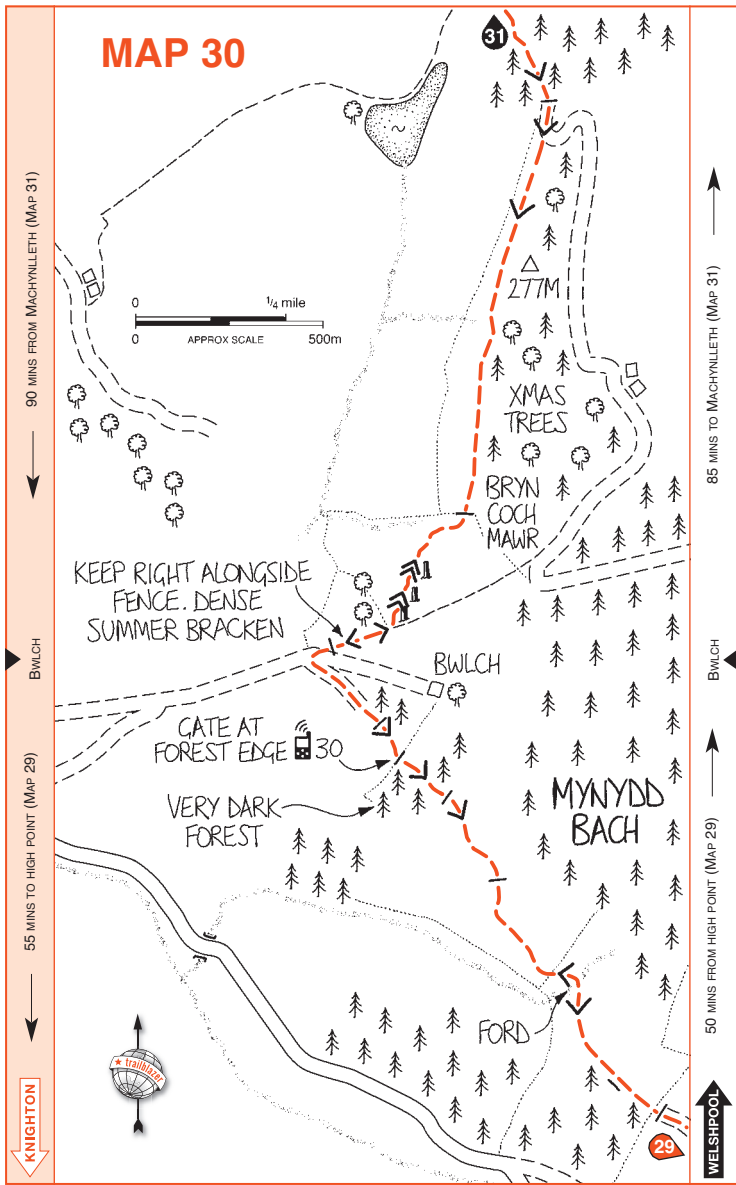 MAP 30
31
277M
0 1/4 mile
0 APPROX SCALE 500m
XMAS
TREES
BRYN
COCH
MAWR
KEEP RIGHT ALONGSIDE
FENCE. DENSE
SUMMER BRACKEN
BWLCH
GATE AT
FOREST EDGE 30
VERY DARK
FOREST
MYNYDD
BACH
FORD
★ trailblazer
29
90 MINS FROM MACHYNLLETH (MAP 31)
BWLCH
55 MINS TO HIGH POINT (MAP 29)
KNIGHTON
85 MINS TO MACHYNLLETH (MAP 31)
BWLCH
50 MINS FROM HIGH POINT (MAP 29)
WELSHPOOL